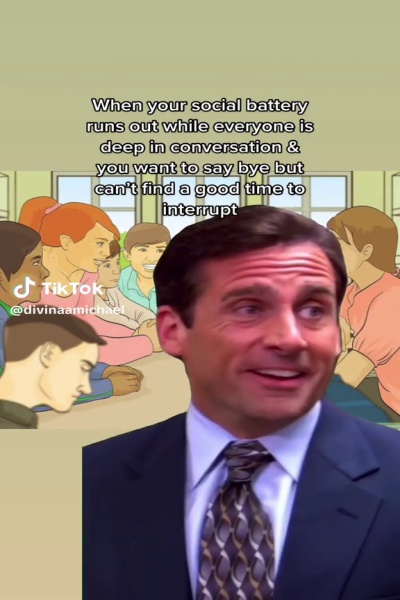 When your social battery
runs out while everyone is
deep in conversation &
you want to say bye but
can't find a good time to
interrupt
TikTok
@divinaamichael